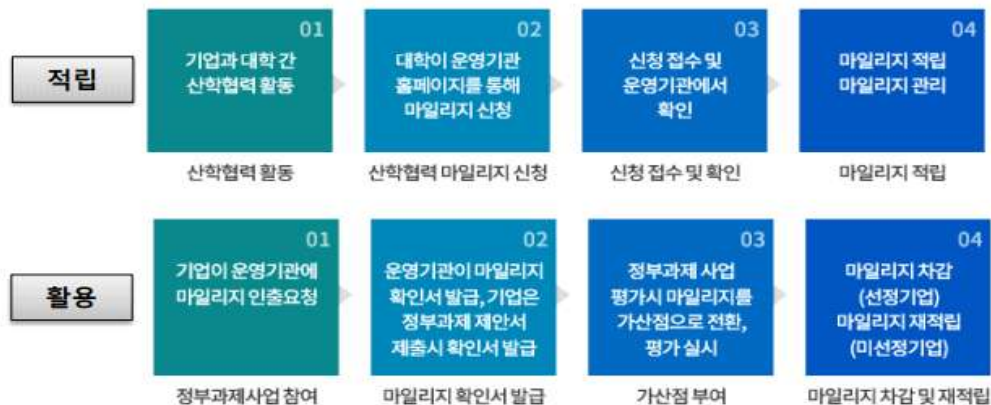 적립
01
기업과 대학 간
산학협력 활동
산학협력 활동
02
대학이 운영기관
홈페이지를 통해
마일리지 신청
산학협력 마일리지 신청
03
신청 접수 및
운영기관에서
확인
신청 접수 및 확인
04
마일리지 적립
마일리지 관리
마일리지 적립
활용
01
기업이 운영기관에
마일리지 인출요청
정부과제사업 참여
02
운영기관이 마일리지
확인서 발급, 기업은
정부과제 제안서
제출시 확인서 발급
마일리지 확인서 발급
03
정부과제 사업
평가시 마일리지를
가산점으로 전환,
평가 실시
가산점 부여
04
마일리지 차감
(선정기업)
마일리지 재적립
(미선정기업)
마일리지 차감 및 재적립